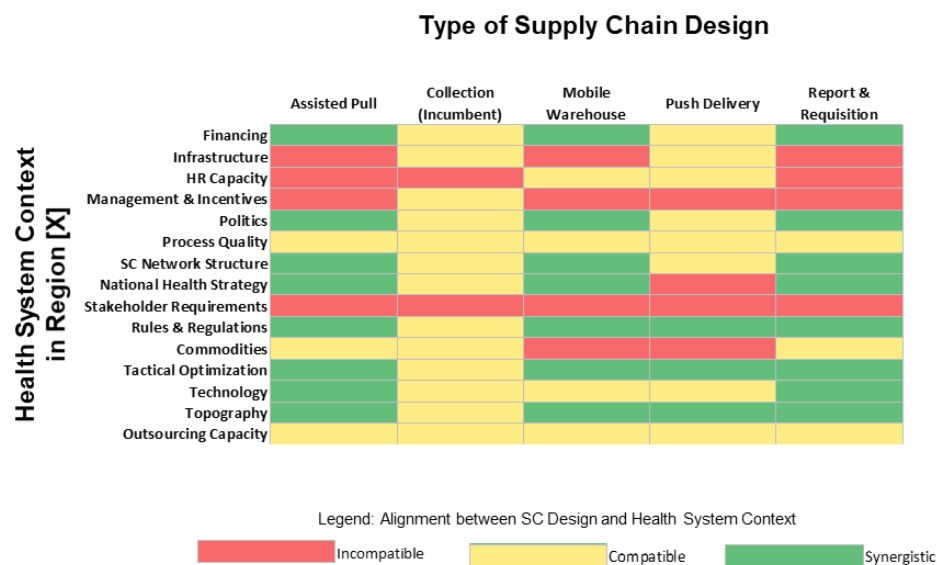 Type of Supply Chain Design
Assisted Pull
Collection
(Incumbent)
Mobile
Warehouse
Push Delivery
Report &
Requisition
Health System Context
in Region [X]
Financing
Infrastructure
HR Capacity
Management & Incentives
Politics
Process Quality
SC Network Structure
National Health Strategy
Stakeholder Requirements
Rules & Regulations
Commodities
Tactical Optimization
Technology
Topography
Outsourcing Capacity
Legend: Alignment between SC Design and Health System Context
Incompatible
Compatible
Synergistic